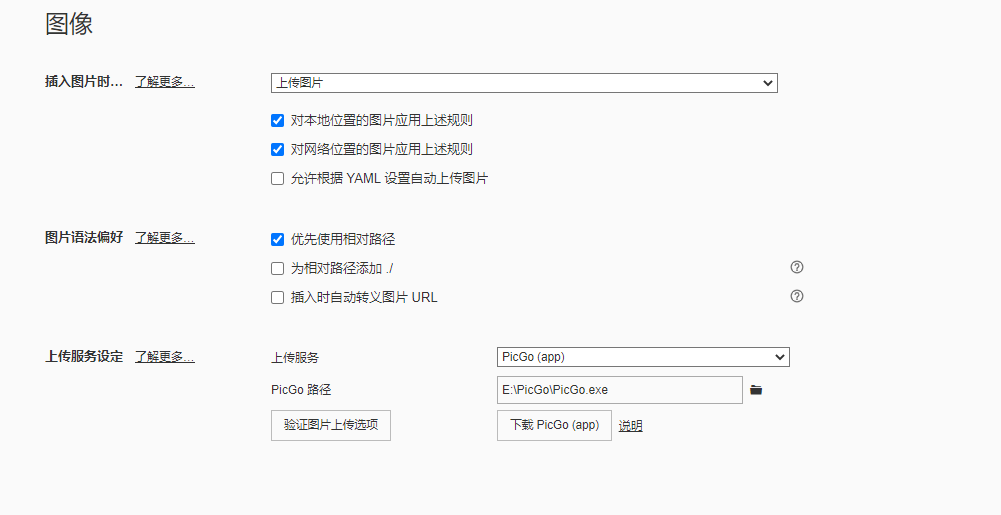 图像
插入图片时… 了解更多… 上传图片
对本地位置的图片应用上述规则
对网络位置的图片应用上述规则
允许根据 YAML 设置自动上传图片
图片语法偏好 了解更多… 优先使用相对路径
为相对路径添加 ./ ?
插入时自动转义图片 URL ?
上传服务设定 了解更多… 上传服务 PicGo (app)
PicGo 路径 E:\PicGo\PicGo.exe
验证图片上传选项 下载 PicGo (app) 说明